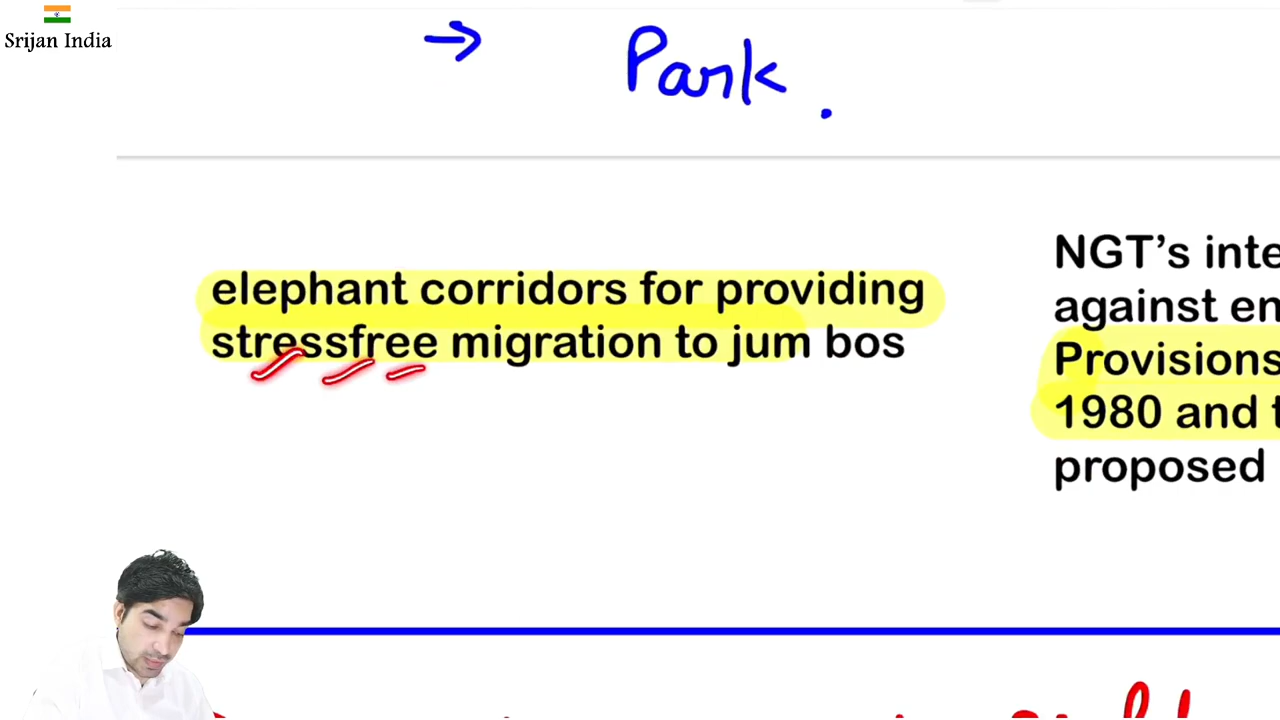 Srijan India
→ Park.
elephant corridors for providing
stressfree migration to jum bos
NGT’s inte
against en
Provisions
1980 and t
proposed